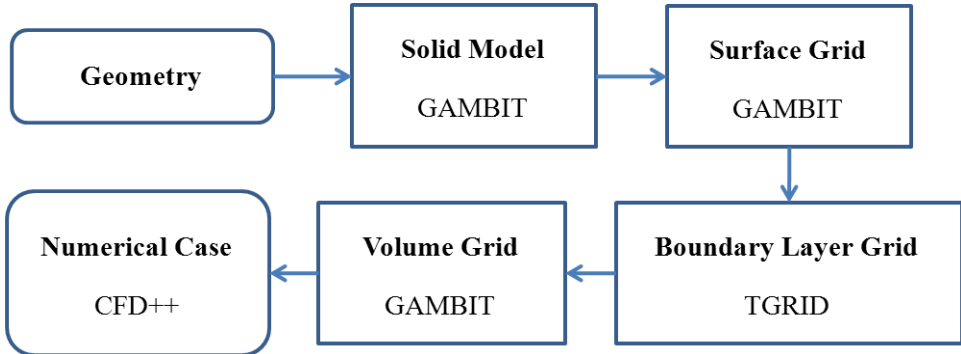 Geometry
Solid Model
GAMBIT
Surface Grid
GAMBIT
Boundary Layer Grid
TGRID
Volume Grid
GAMBIT
Numerical Case
CFD++